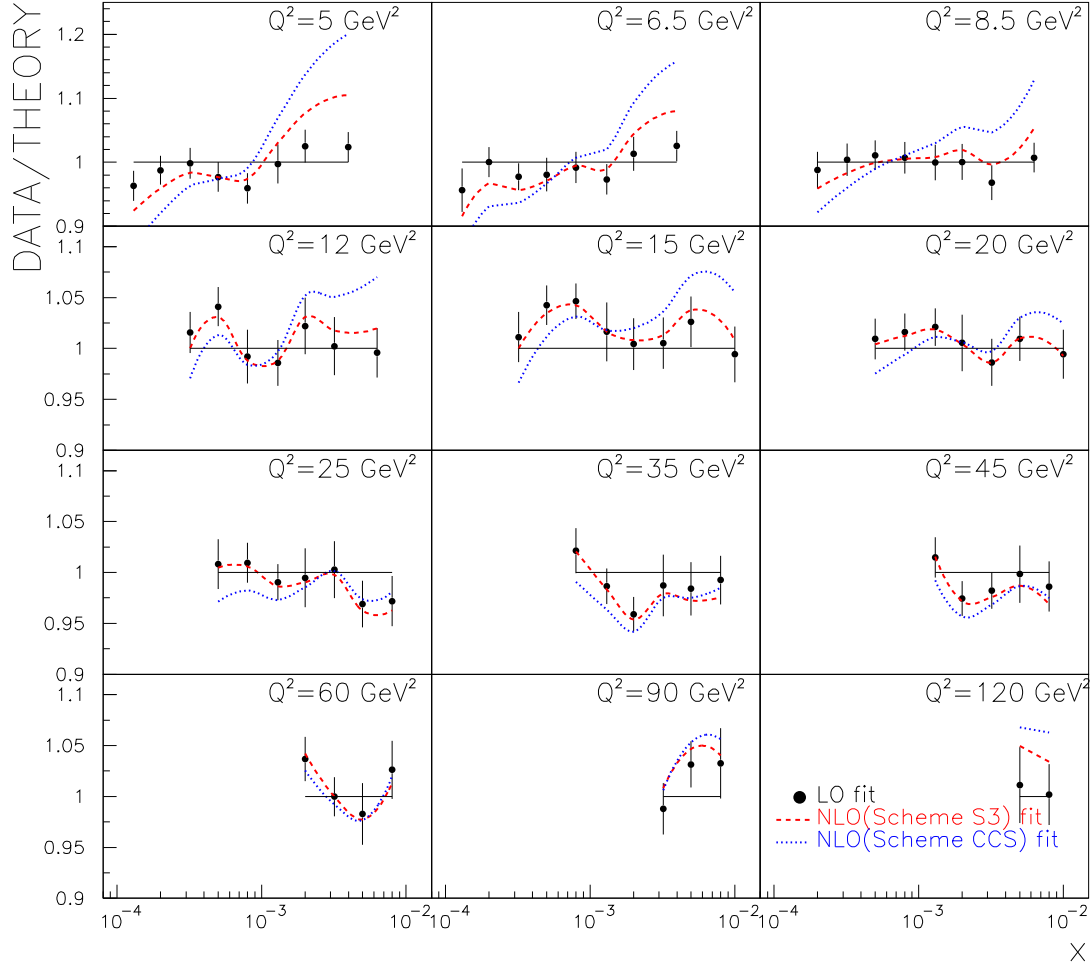 DATA/THEORY
Q²=5 GeV²
Q²=6.5 GeV²
Q²=8.5 GeV²
1.2
1.1
1
0.9
Q²=12 GeV²
Q²=15 GeV²
Q²=20 GeV²
1.1
1.05
1
0.95
0.9
Q²=25 GeV²
Q²=35 GeV²
Q²=45 GeV²
1.1
1.05
1
0.95
0.9
Q²=60 GeV²
Q²=90 GeV²
Q²=120 GeV²
1.1
1.05
1
0.95
0.9
LO fit
NLO(Scheme S3) fit
NLO(Scheme CCS) fit
10⁻⁴ 10⁻³ 10⁻² 10⁻⁴ 10⁻³ 10⁻² 10⁻⁴ 10⁻³ 10⁻²
x